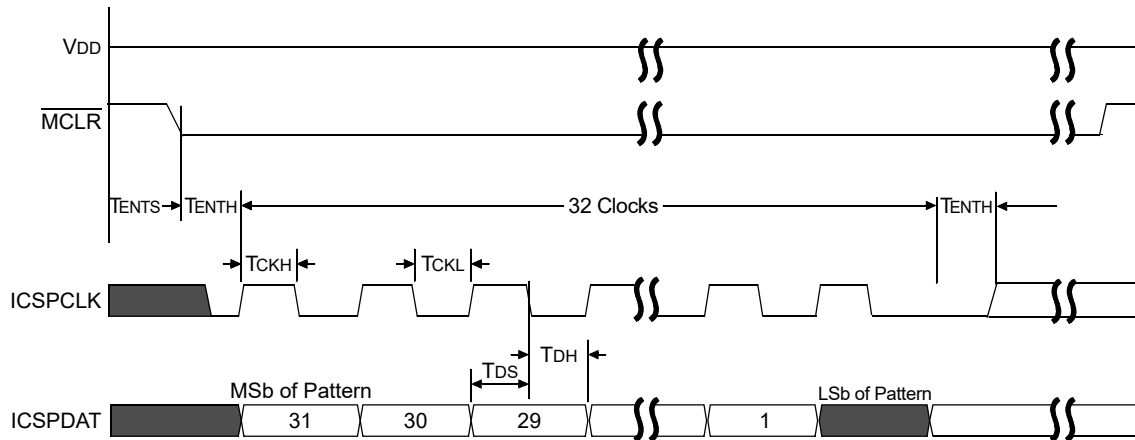 VDD
MCLR
TENTS
TENTH
32 Clocks
TENTH
TCKH
TCKL
ICSPCLK
TDH
TDS
MSb of Pattern
LSb of Pattern
ICSPDAT
31
30
29
1